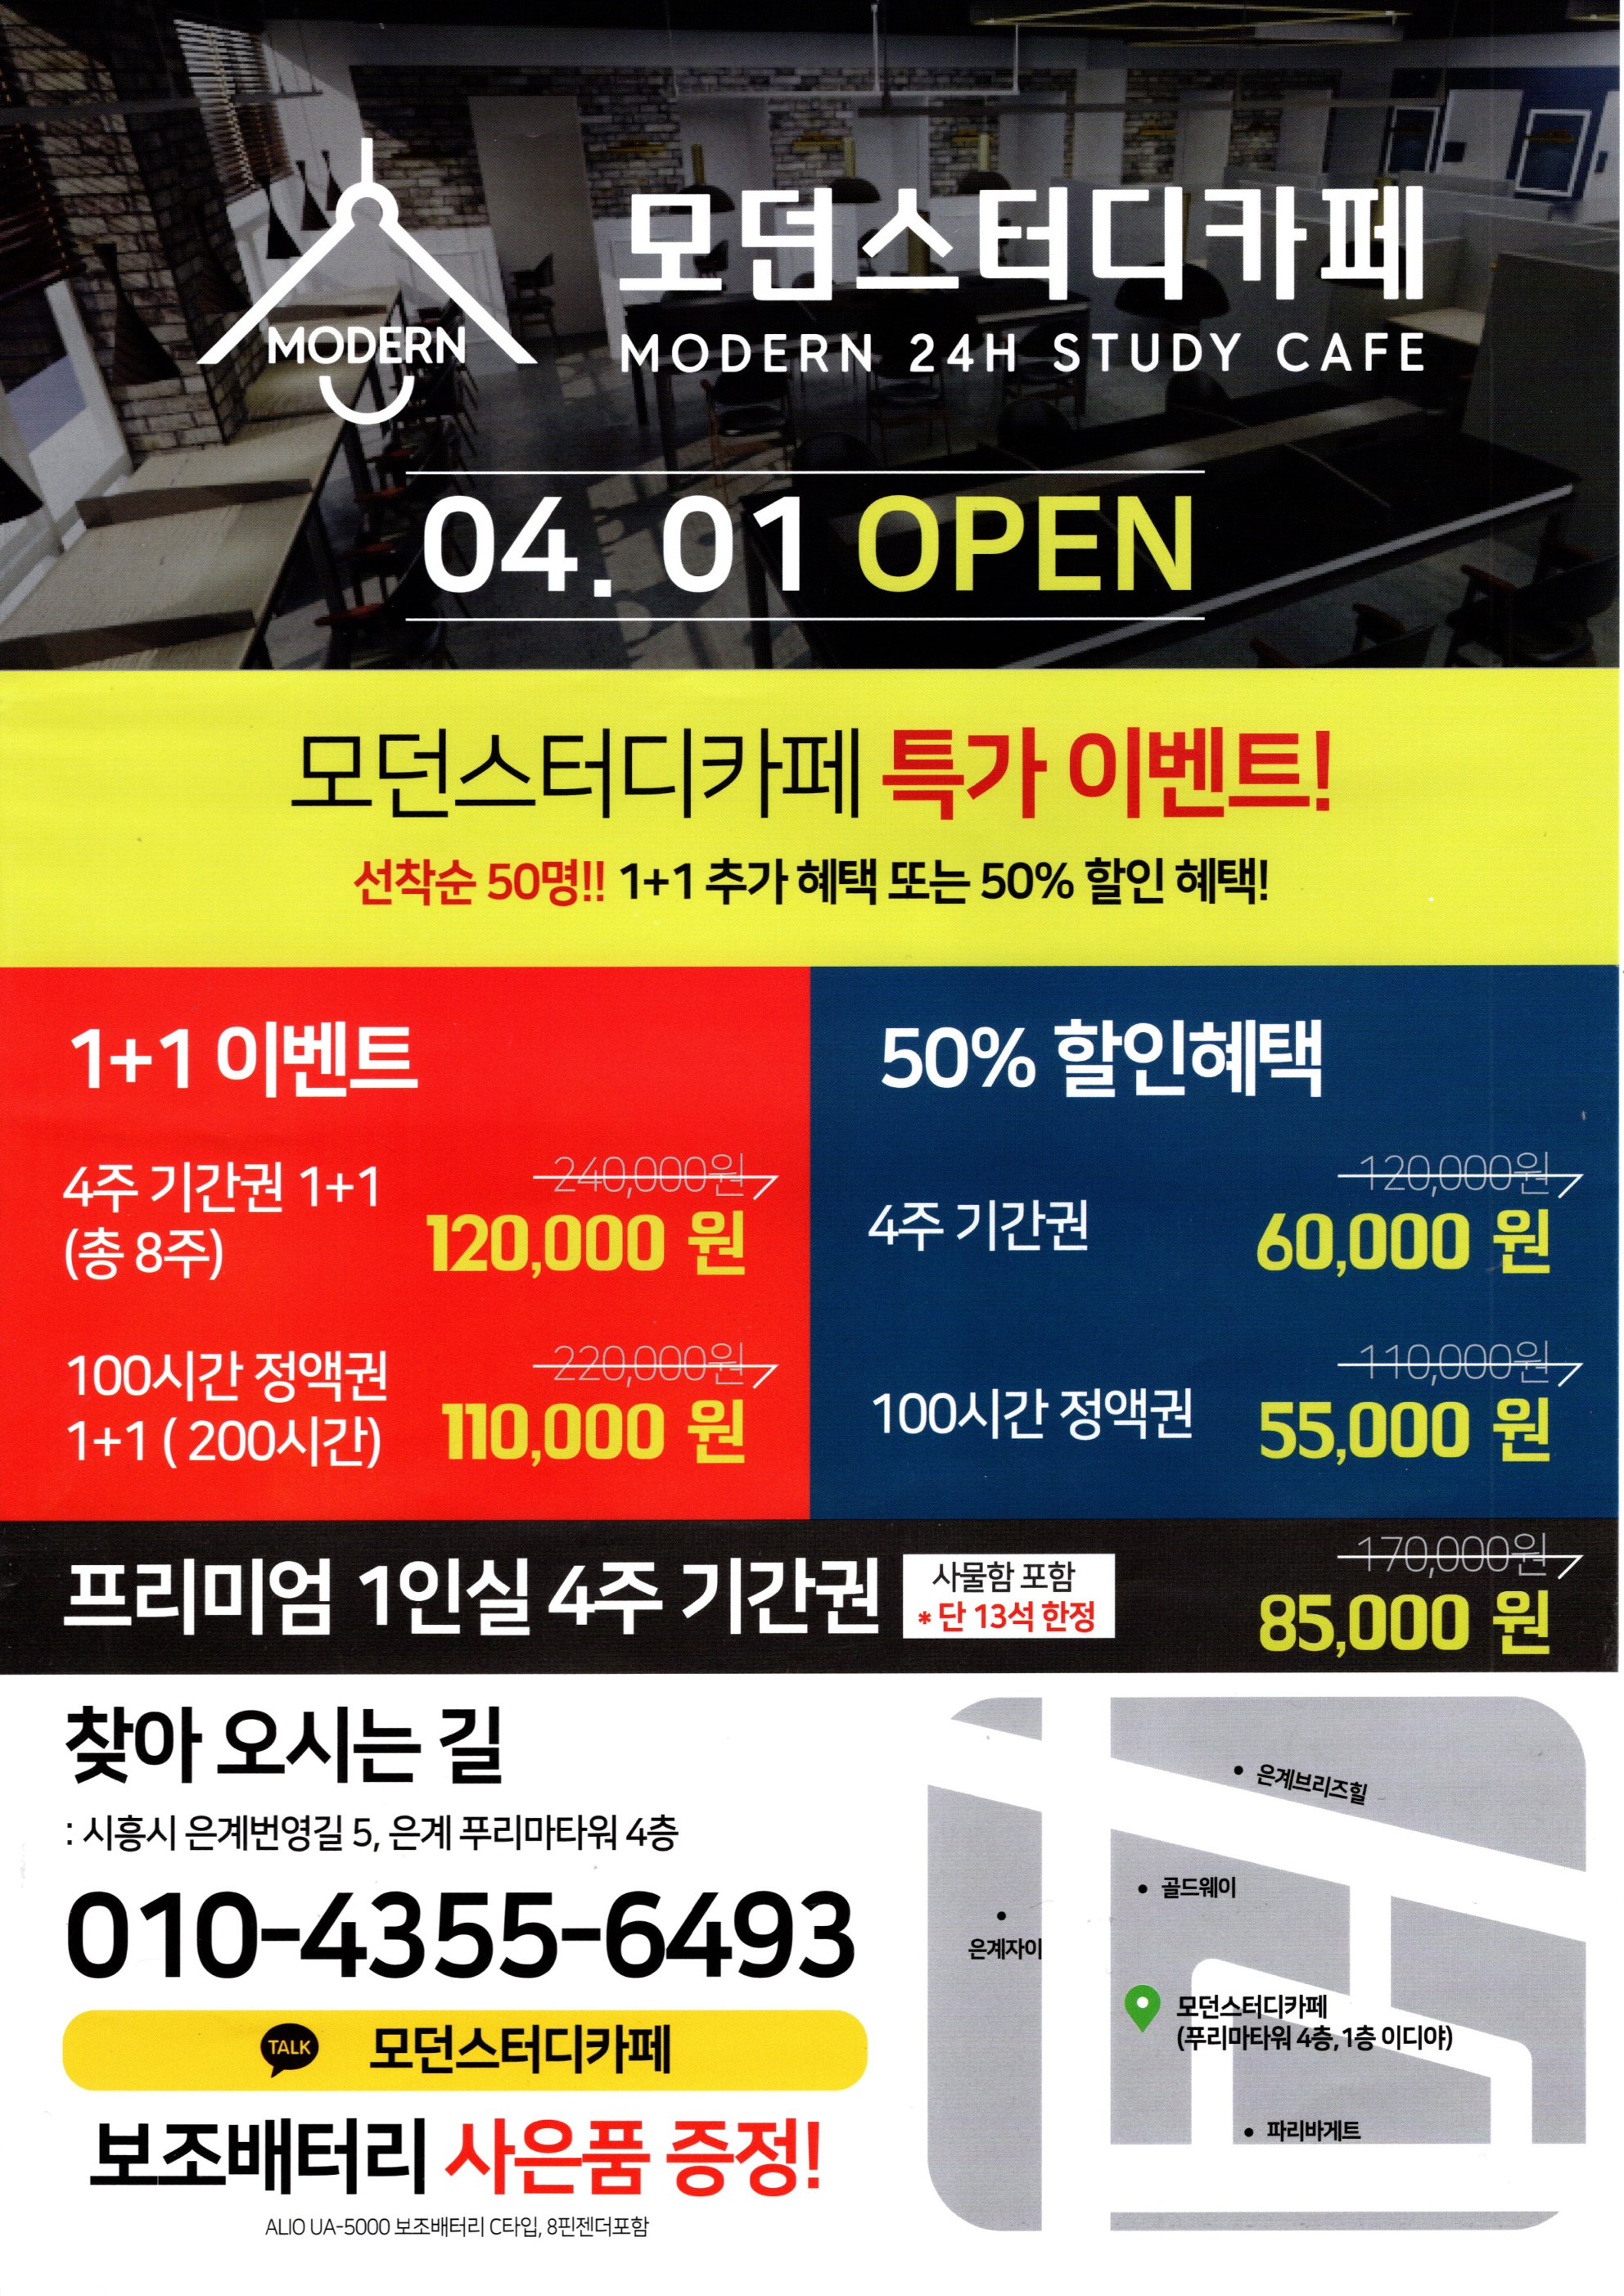 MODERN
모던스터디카페
MODERN 24H STUDY CAFE
04. 01 OPEN
모던스터디카페 특가 이벤트!
선착순 50명!! 1+1 추가 혜택 또는 50% 할인 혜택!
1+1 이벤트
4주 기간권 1+1
(총 8주)
240,000원
120,000 원
100시간 정액권
1+1 ( 200시간)
220,000원
110,000 원
50% 할인혜택
4주 기간권
120,000원
60,000 원
100시간 정액권
110,000원
55,000 원
프리미엄 1인실 4주 기간권
사물함 포함
* 단 13석 한정
170,000원
85,000 원
찾아 오시는 길
: 시흥시 은계번영길 5, 은계 푸리마타워 4층
010-4355-6493
TALK 모던스터디카페
보조배터리 사은품 증정!
ALIO UA-5000 보조배터리 C타입, 8핀젠더포함
은계브리즈힐
골드웨이
은계자이
모던스터디카페
(푸리마타워 4층, 1층 이디야)
파리바게트